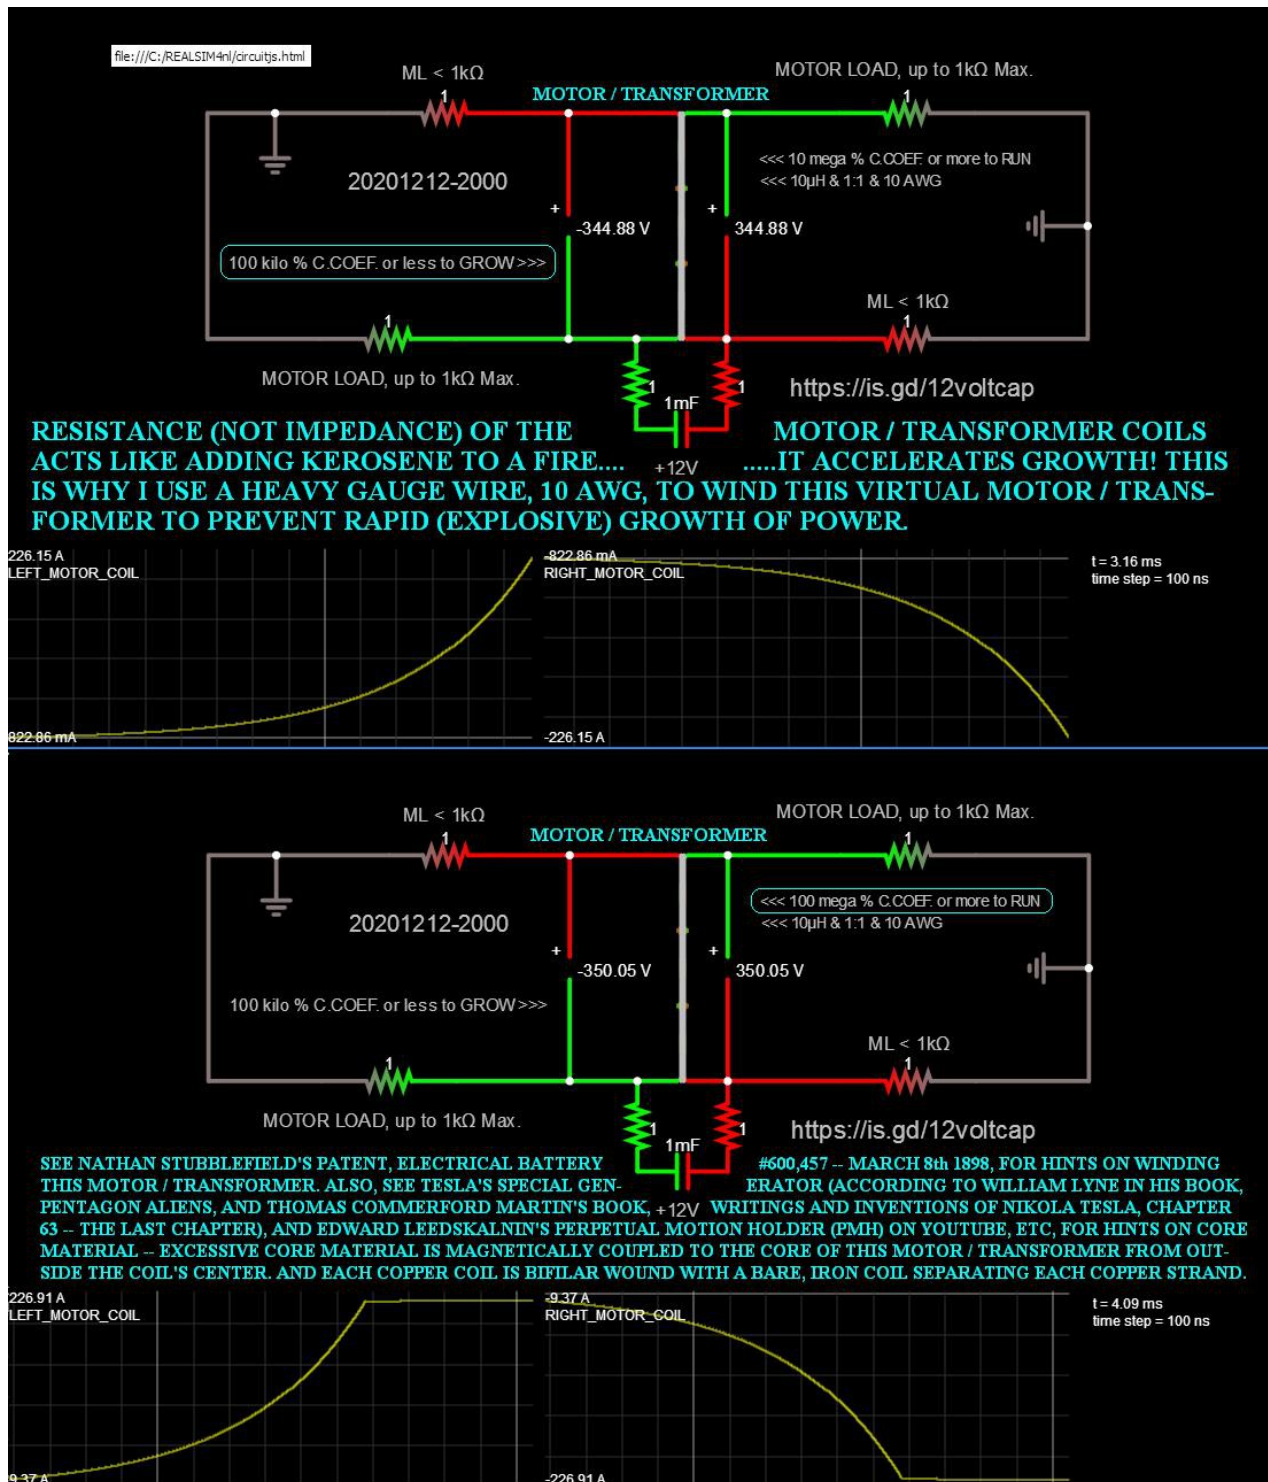 file:///C:/REALSIM4nl/circuitjs.html
ML < 1kΩ
MOTOR LOAD, up to 1kΩ Max.
1
MOTOR / TRANSFORMER
1
<<< 10 mega % C.COEF. or more to RUN
20201212-2000
<<< 10µH & 1:1 & 10 AWG
+
-344.88 V
+
344.88 V
100 kilo % C.COEF. or less to GROW >>>
ML < 1kΩ
1
1
MOTOR LOAD, up to 1kΩ Max.
1
1
https://is.gd/12voltcap
1mF
RESISTANCE (NOT IMPEDANCE) OF THE MOTOR / TRANSFORMER COILS
ACTS LIKE ADDING KEROSENE TO A FIRE.... +12V .....IT ACCELERATES GROWTH! THIS
IS WHY I USE A HEAVY GAUGE WIRE, 10 AWG, TO WIND THIS VIRTUAL MOTOR / TRANS-
FORMER TO PREVENT RAPID (EXPLOSIVE) GROWTH OF POWER.
226.15 A
LEFT_MOTOR_COIL
822.86 mA
-822.86 mA
RIGHT_MOTOR_COIL
-226.15 A
t = 3.16 ms
time step = 100 ns
ML < 1kΩ
MOTOR LOAD, up to 1kΩ Max.
1
MOTOR / TRANSFORMER
1
<<< 100 mega % C.COEF. or more to RUN
20201212-2000
<<< 10µH & 1:1 & 10 AWG
+
-350.05 V
+
350.05 V
100 kilo % C.COEF. or less to GROW >>>
ML < 1kΩ
1
1
MOTOR LOAD, up to 1kΩ Max.
1
1
https://is.gd/12voltcap
1mF
SEE NATHAN STUBBLEFIELD'S PATENT, ELECTRICAL BATTERY #600,457 -- MARCH 8th 1898, FOR HINTS ON WINDING
THIS MOTOR / TRANSFORMER. ALSO, SEE TESLA'S SPECIAL GEN- ERATOR (ACCORDING TO WILLIAM LYNE IN HIS BOOK,
PENTAGON ALIENS, AND THOMAS COMMERFORD MARTIN'S BOOK, +12V WRITINGS AND INVENTIONS OF NIKOLA TESLA, CHAPTER
63 -- THE LAST CHAPTER), AND EDWARD LEEDSKALNIN'S PERPETUAL MOTION HOLDER (PMH) ON YOUTUBE, ETC, FOR HINTS ON CORE
MATERIAL -- EXCESSIVE CORE MATERIAL IS MAGNETICALLY COUPLED TO THE CORE OF THIS MOTOR / TRANSFORMER FROM OUT-
SIDE THE COIL'S CENTER. AND EACH COPPER COIL IS BIFILAR WOUND WITH A BARE, IRON COIL SEPARATING EACH COPPER STRAND.
226.91 A
LEFT_MOTOR_COIL
9.37 A
-9.37 A
RIGHT_MOTOR_COIL
-226.91 A
t = 4.09 ms
time step = 100 ns